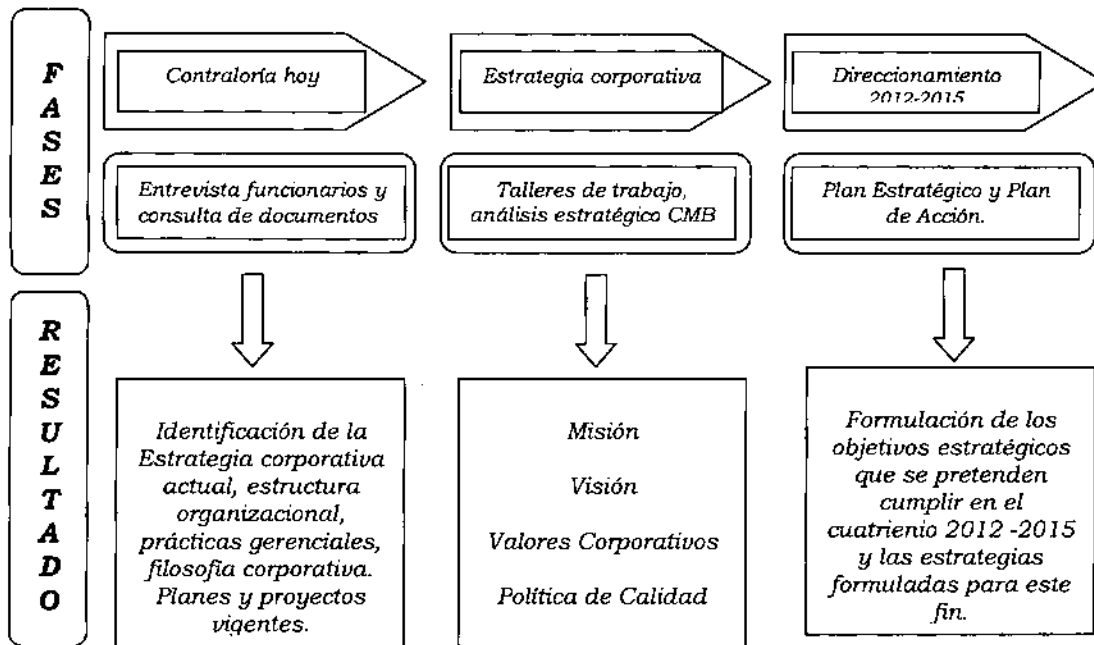 FASES
Contraloría hoy
Estrategia corporativa
Direccionamiento
2012-2015
Entrevista funcionarios y
consulta de documentos
Talleres de trabajo,
análisis estratégico CMB
Plan Estratégico y Plan
de Acción.
RESULTADO
Identificación de la
Estrategia corporativa
actual, estructura
organizacional,
prácticas gerenciales,
filosofía corporativa.
Planes y proyectos
vigentes.
Misión
Visión
Valores Corporativos
Política de Calidad
Formulación de los
objetivos estratégicos
que se pretenden
cumplir en el
cuatrienio 2012 -2015
y las estrategias
formuladas para este
fin.